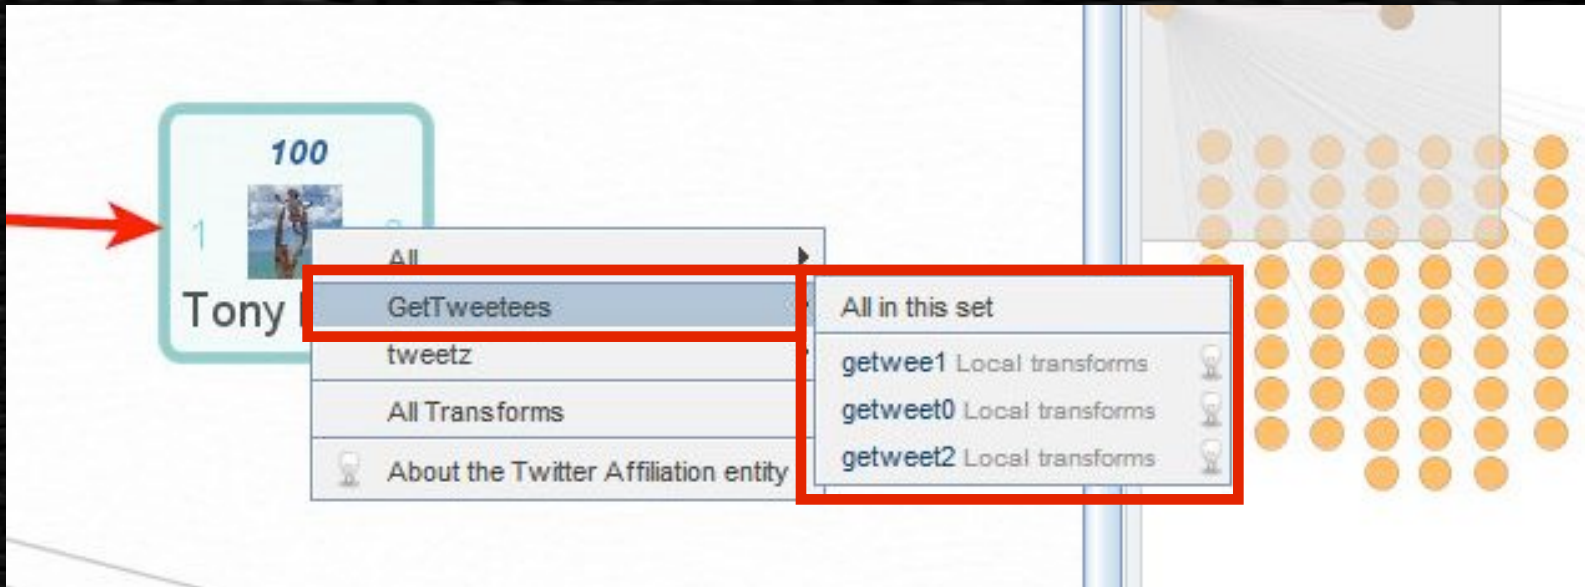 100
1
Tony
All
GetTweetees
tweetz
All Transforms
About the Twitter Affiliation entity
All in this set
getwee1 Local transforms
getweet0 Local transforms
getweet2 Local transforms